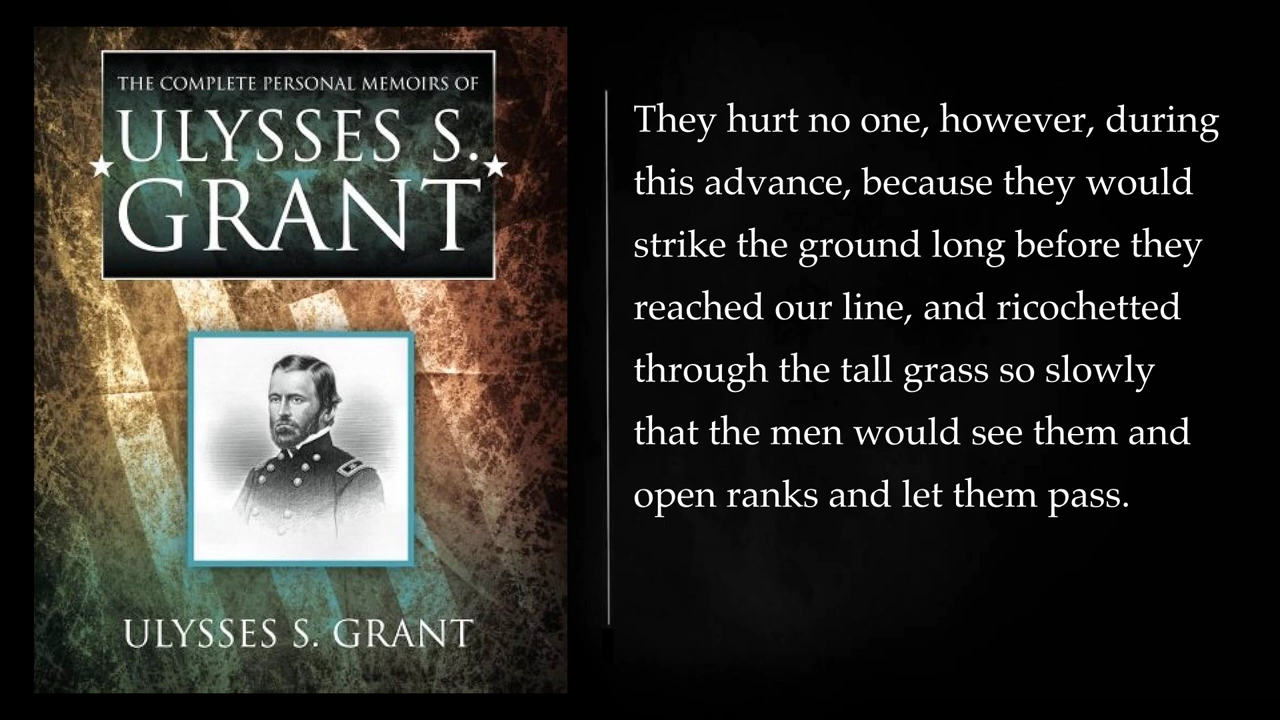 THE COMPLETE PERSONAL MEMOIRS OF
ULYSSES S.
GRANT
ULYSSES S. GRANT
They hurt no one, however, during
this advance, because they would
strike the ground long before they
reached our line, and ricochetted
through the tall grass so slowly
that the men would see them and
open ranks and let them pass.